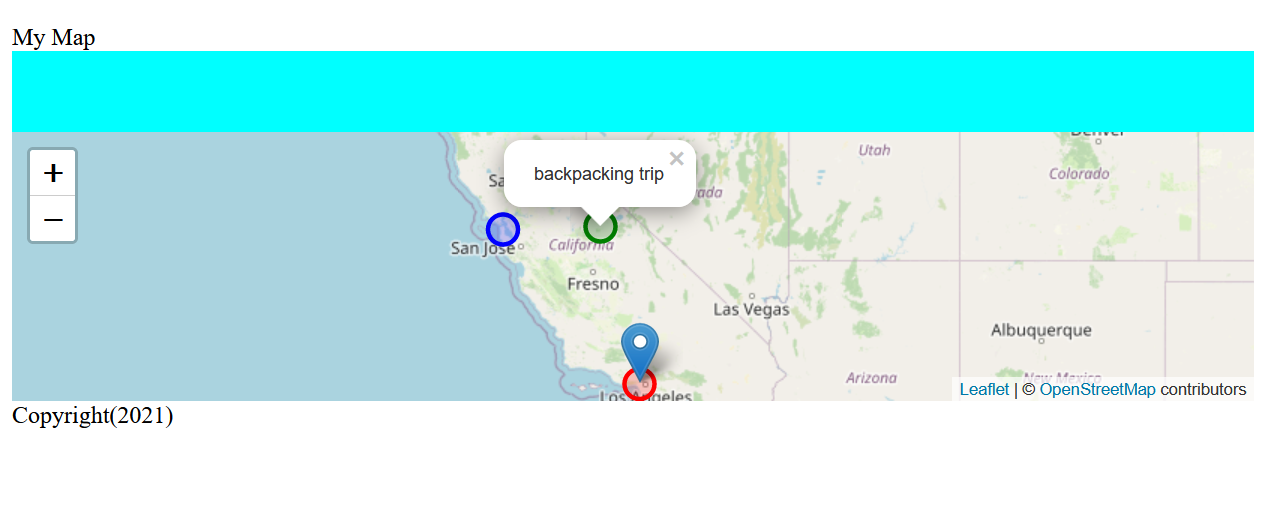 My Map
Denver
Utah
×
backpacking trip
Colorado
Sa
vada
+
−
San Jose
California
Fresno
Las Vegas
Albuquerque
Arizona
New Mexico
Los Angeles
Leaflet | © OpenStreetMap contributors
Copyright(2021)